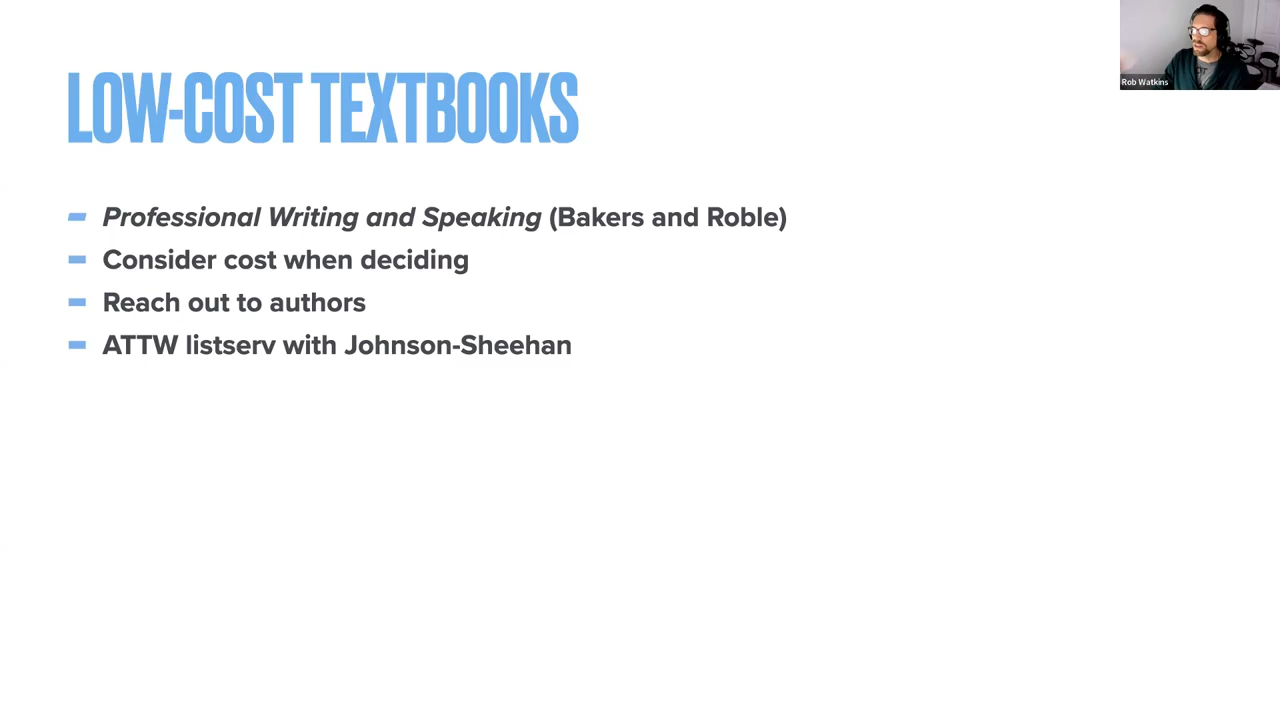 LOW-COST TEXTBOOKS
Professional Writing and Speaking (Bakers and Roble)
Consider cost when deciding
Reach out to authors
ATTW listserv with Johnson-Sheehan
Rob Watkins